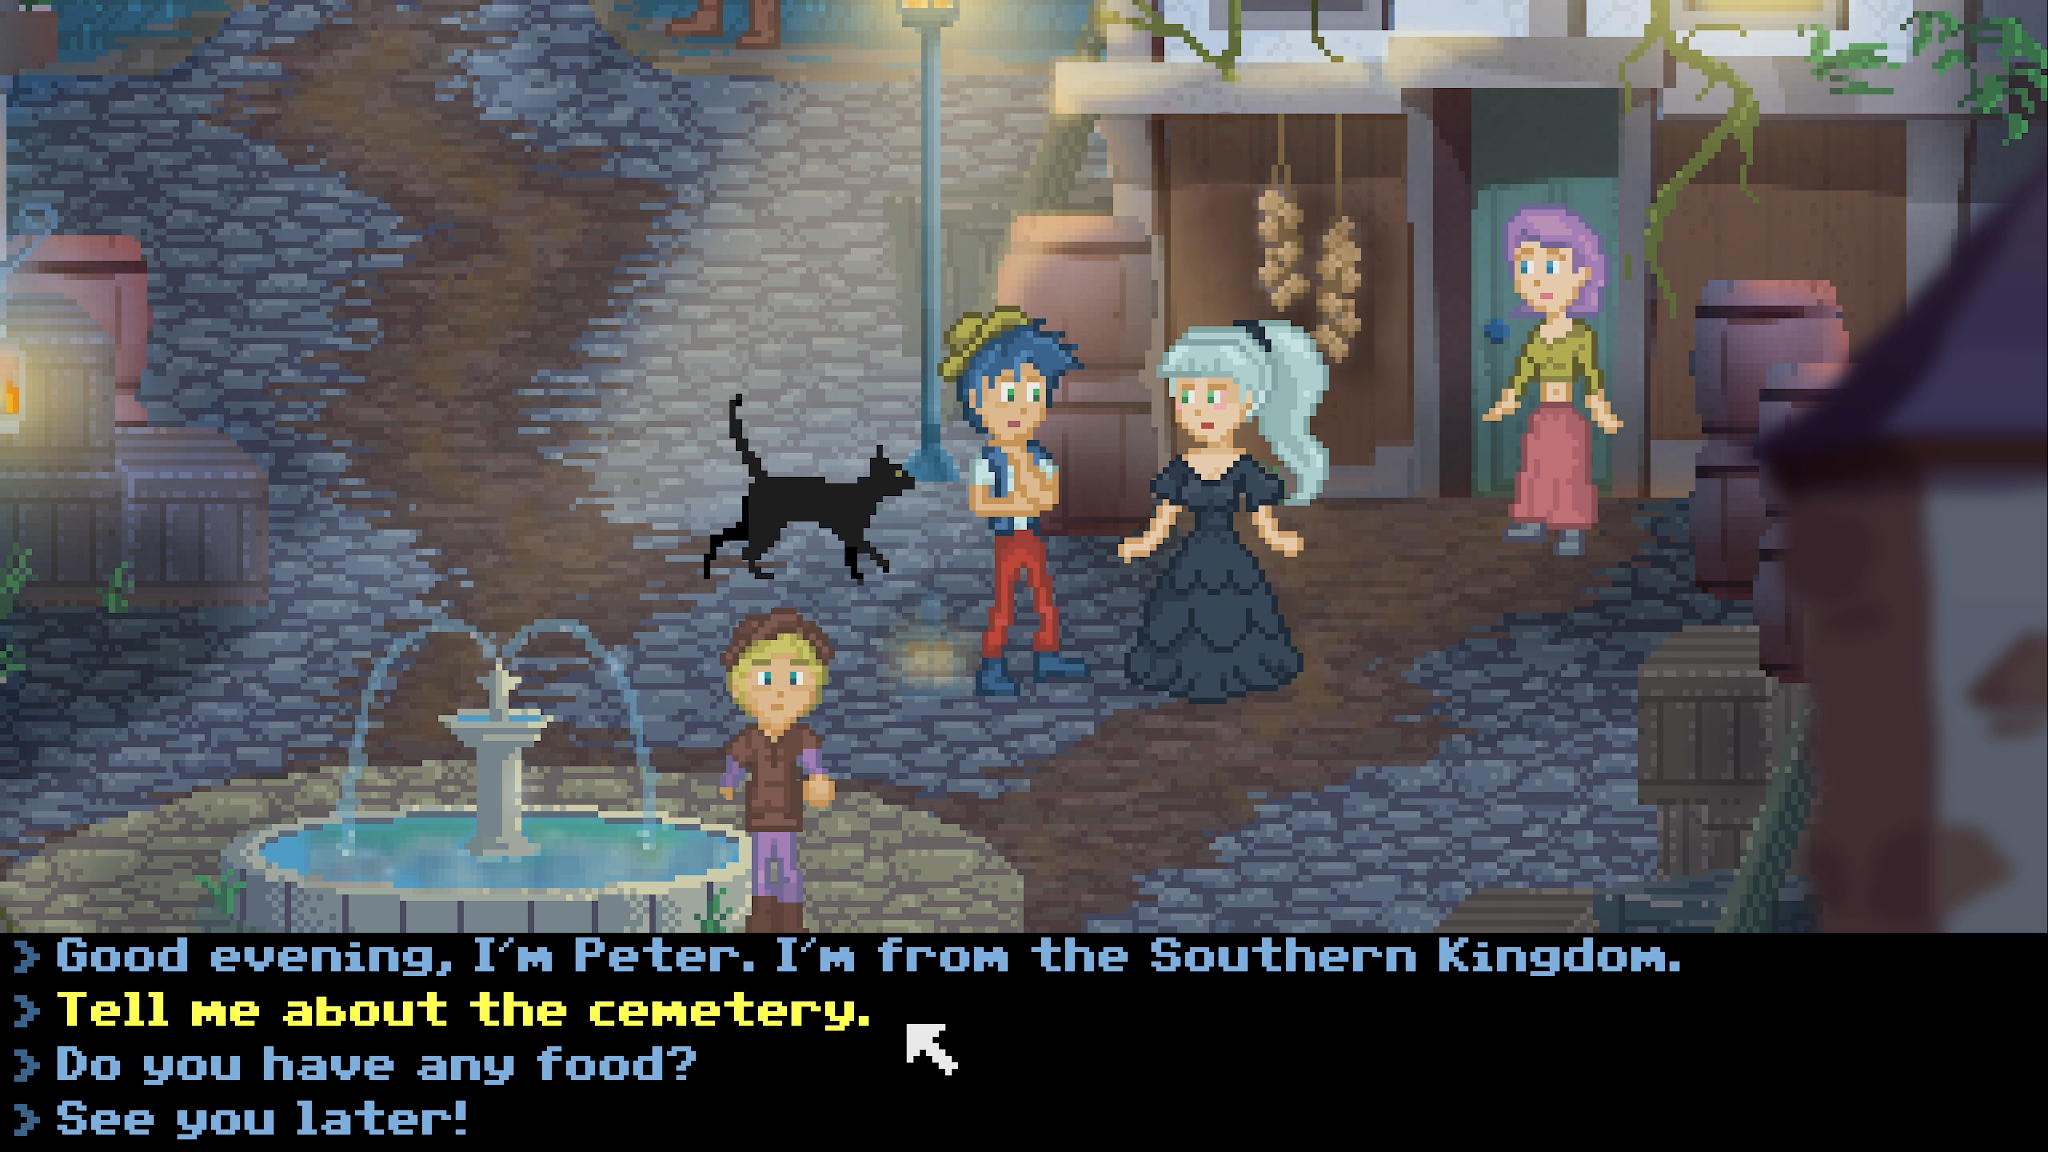 > Good evening, I'm Peter. I'm from the Southern Kingdom.
> Tell me about the cemetery.
> Do you have any food?
> See you later!